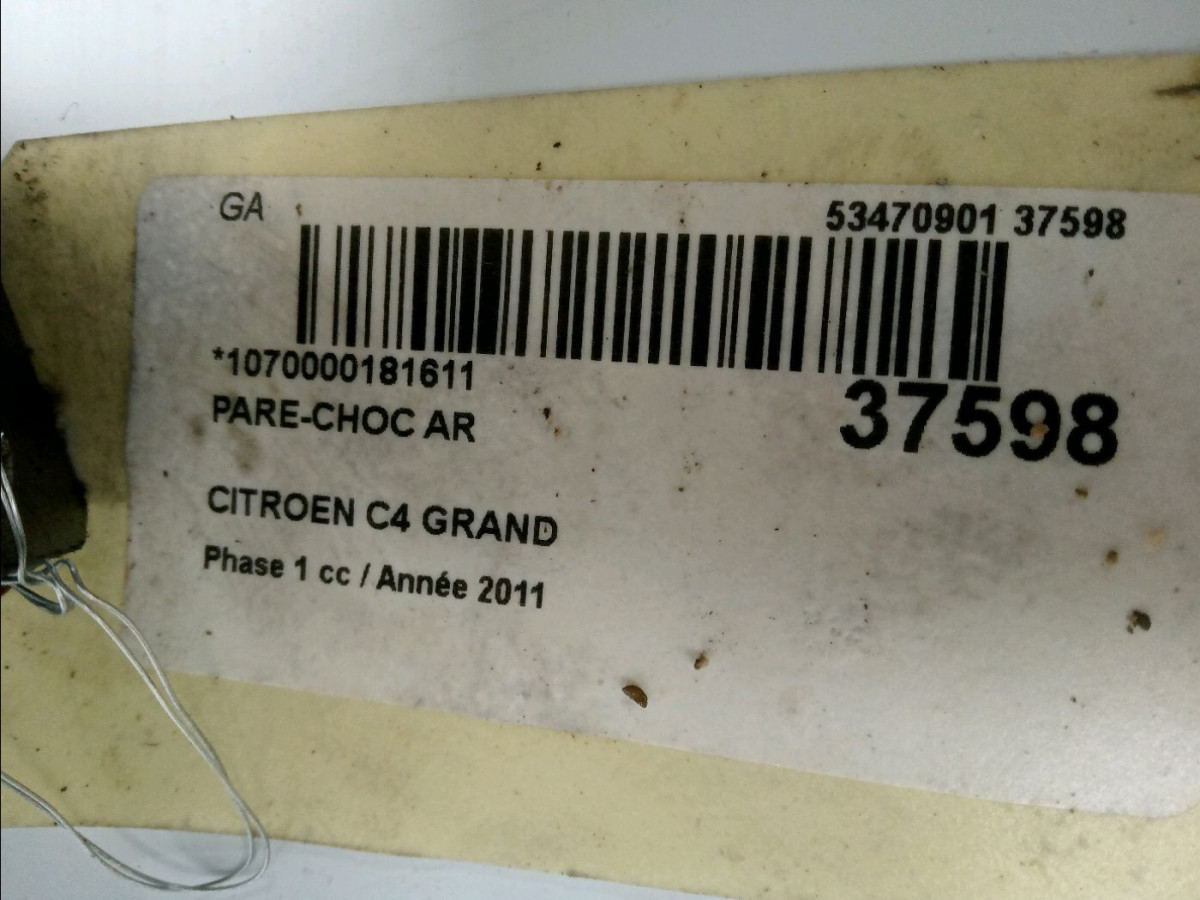 GA
53470901 37598
*1070000181611
37598
PARE-CHOC AR
CITROEN C4 GRAND
Phase 1 cc / Année 2011